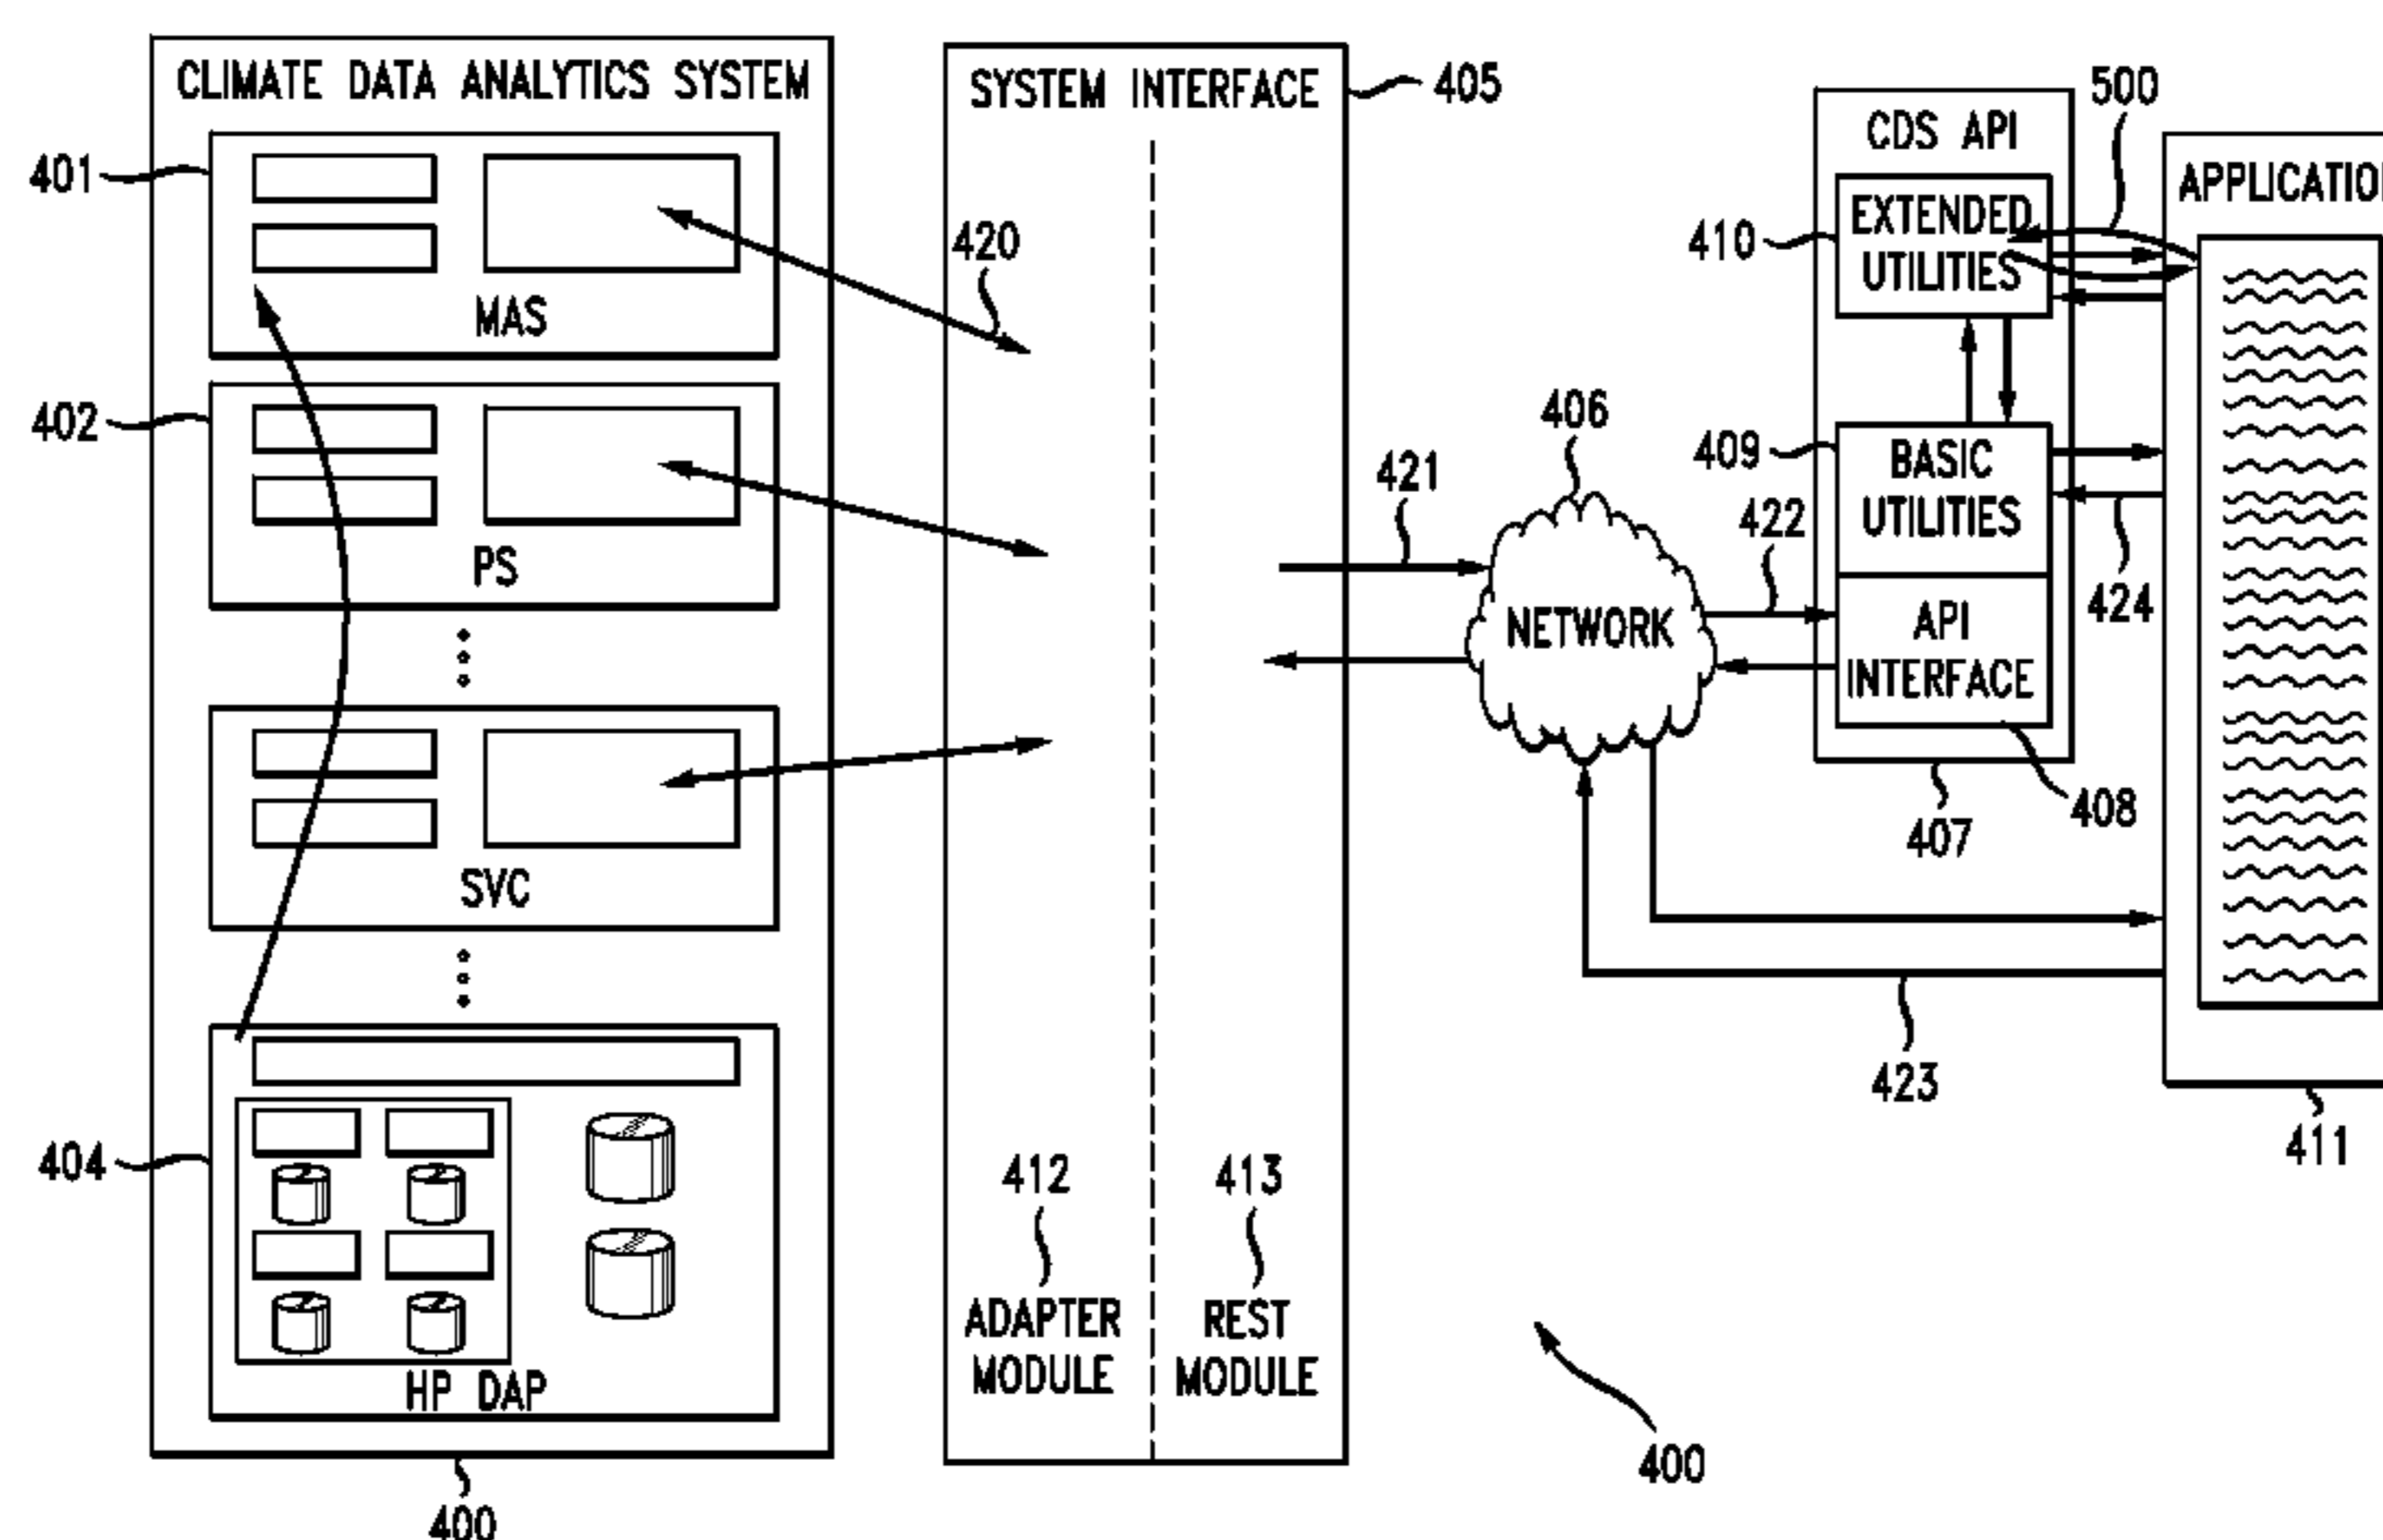 CLIMATE DATA ANALYTICS SYSTEM
401
MAS
402
PS
SVC
404
HP DAP
400
SYSTEM INTERFACE
405
420
412
ADAPTER
MODULE
413
REST
MODULE
421
406
NETWORK
422
423
400
CDS API
410
EXTENDED
UTILITIES
409
BASIC
UTILITIES
API
INTERFACE
408
407
500
424
APPLICATIO
411